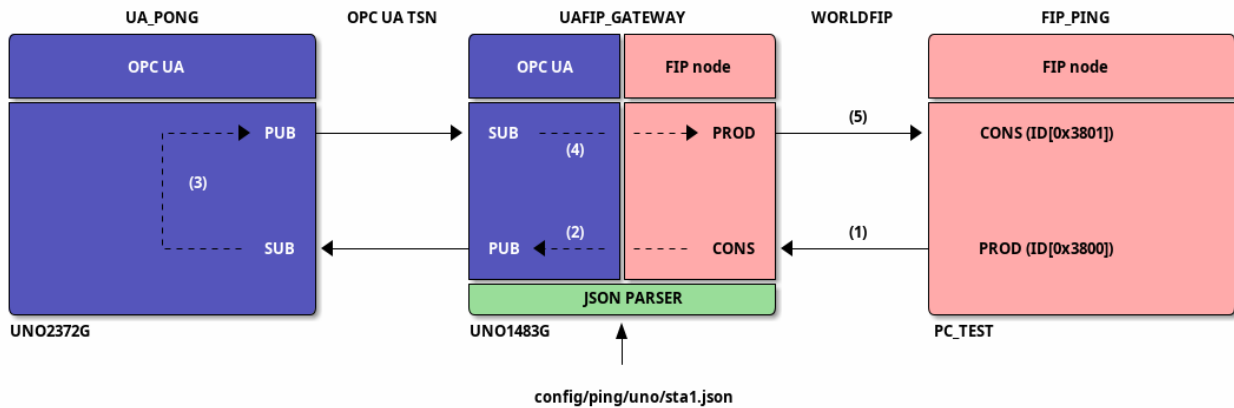 UA_PONG
OPC UA TSN
UAFIP_GATEWAY
WORLDFIP
FIP_PING
OPC UA
OPC UA
FIP node
FIP node
PUB
SUB
PROD
(5)
CONS (ID[0x3801])
(4)
(3)
(2)
(1)
SUB
PUB
CONS
PROD (ID[0x3800])
JSON PARSER
UNO2372G
UNO1483G
PC_TEST
config/ping/uno/sta1.json